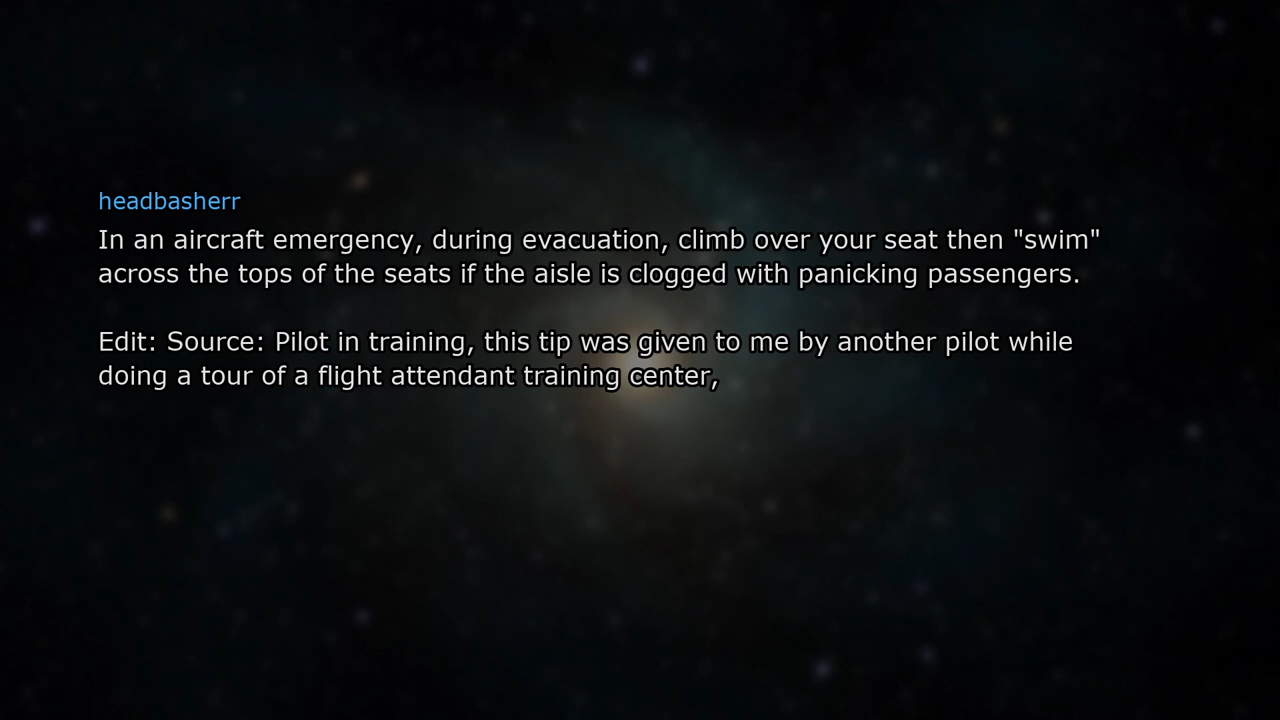 headbasherr
In an aircraft emergency, during evacuation, climb over your seat then "swim"
across the tops of the seats if the aisle is clogged with panicking passengers.
Edit: Source: Pilot in training, this tip was given to me by another pilot while
doing a tour of a flight attendant training center,